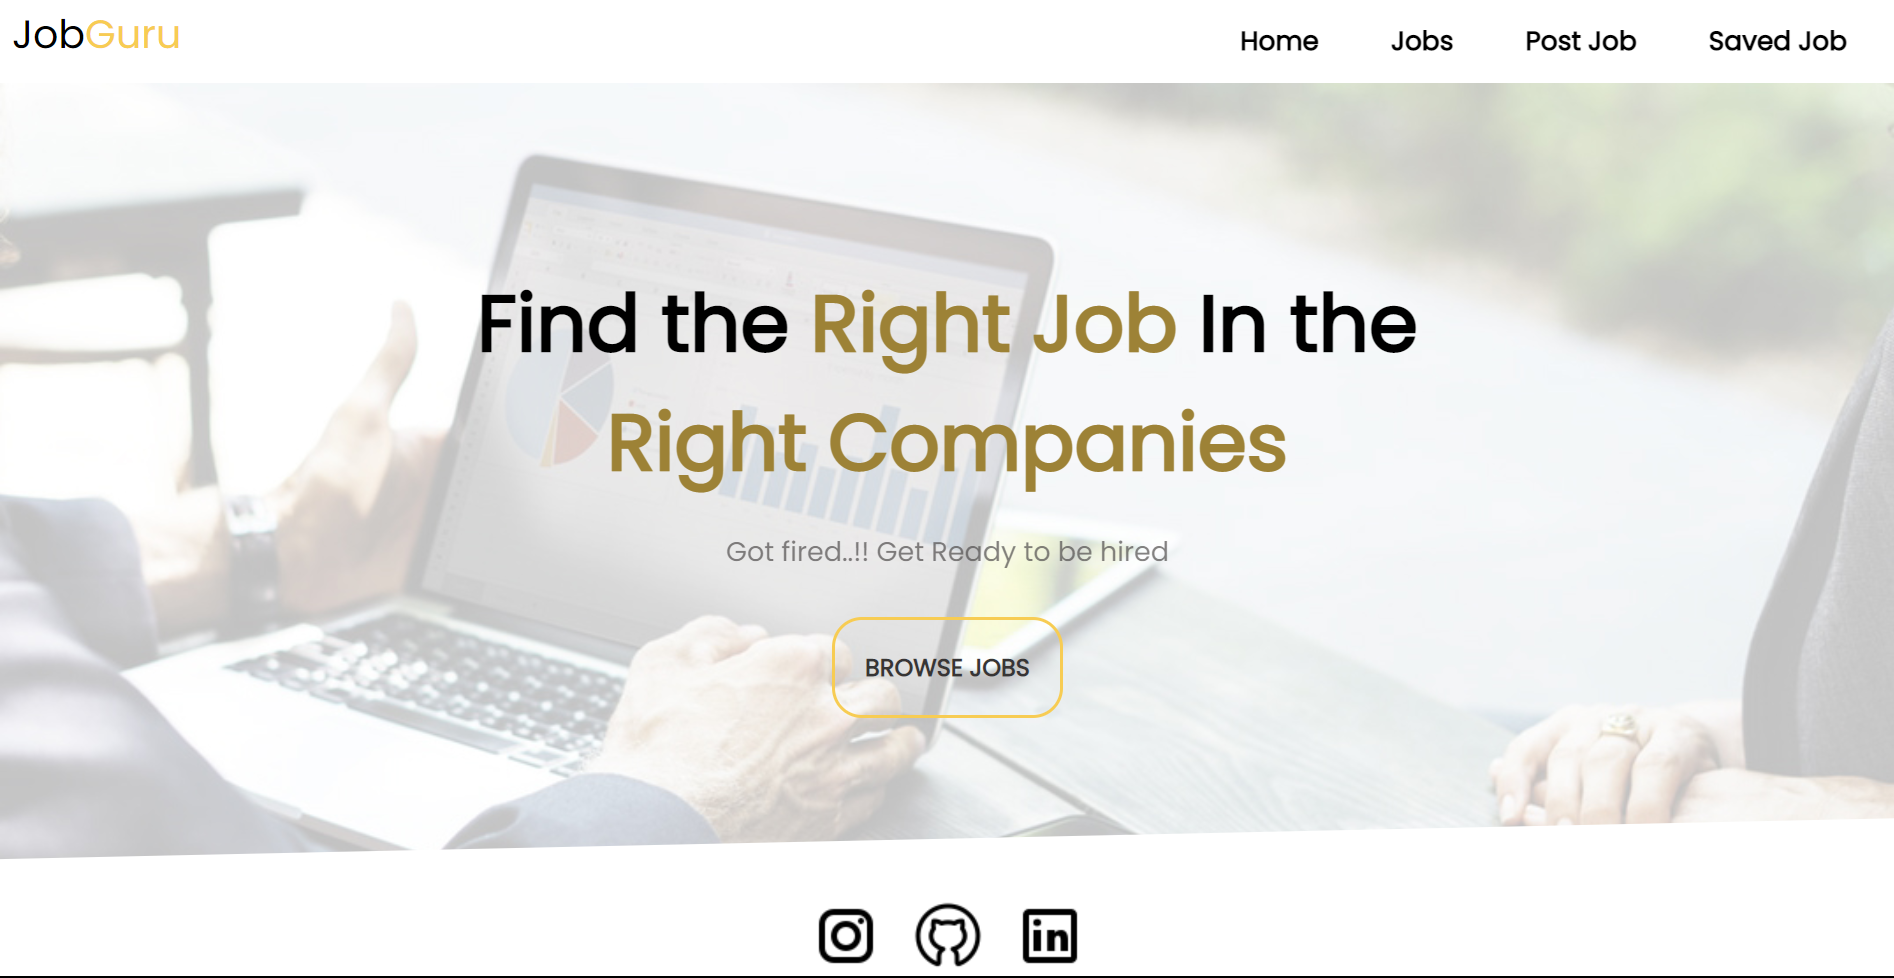 JobGuru
Home
Jobs
Post Job
Saved Job
Find the Right Job In the
Right Companies
Got fired..!! Get Ready to be hired
BROWSE JOBS
in